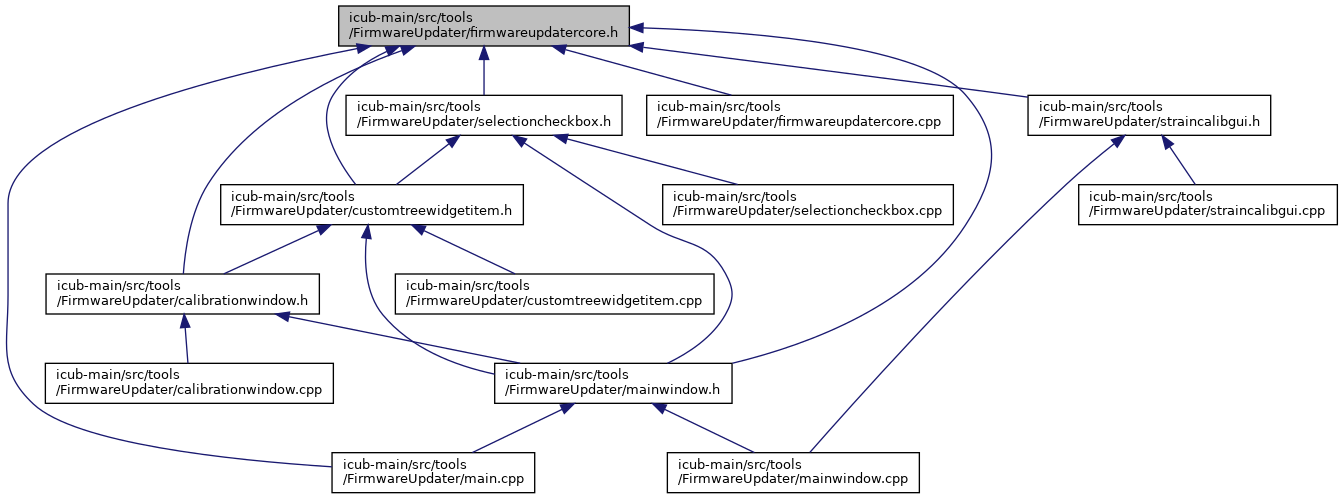 icub-main/src/tools
/FirmwareUpdater/firmwareupdatercore.h
icub-main/src/tools
/FirmwareUpdater/selectioncheckbox.h
icub-main/src/tools
/FirmwareUpdater/firmwareupdatercore.cpp
icub-main/src/tools
/FirmwareUpdater/straincalibgui.h
icub-main/src/tools
/FirmwareUpdater/customtreewidgetitem.h
icub-main/src/tools
/FirmwareUpdater/selectioncheckbox.cpp
icub-main/src/tools
/FirmwareUpdater/straincalibgui.cpp
icub-main/src/tools
/FirmwareUpdater/calibrationwindow.h
icub-main/src/tools
/FirmwareUpdater/customtreewidgetitem.cpp
icub-main/src/tools
/FirmwareUpdater/calibrationwindow.cpp
icub-main/src/tools
/FirmwareUpdater/mainwindow.h
icub-main/src/tools
/FirmwareUpdater/main.cpp
icub-main/src/tools
/FirmwareUpdater/mainwindow.cpp